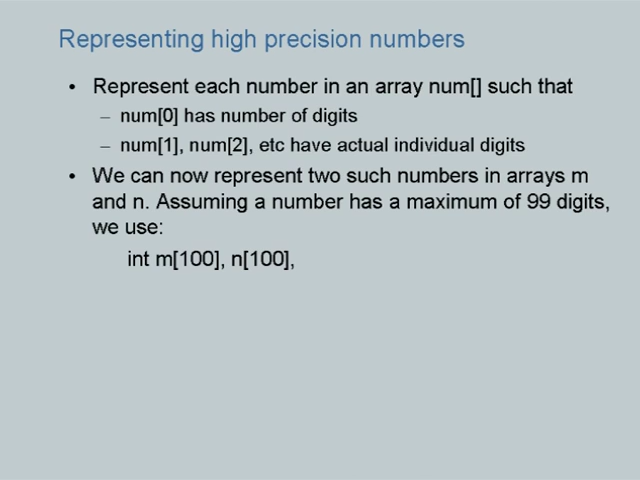 Representing high precision numbers
• Represent each number in an array num[] such that
– num[0] has number of digits
– num[1], num[2], etc have actual individual digits
• We can now represent two such numbers in arrays m
and n. Assuming a number has a maximum of 99 digits,
we use:
int m[100], n[100],